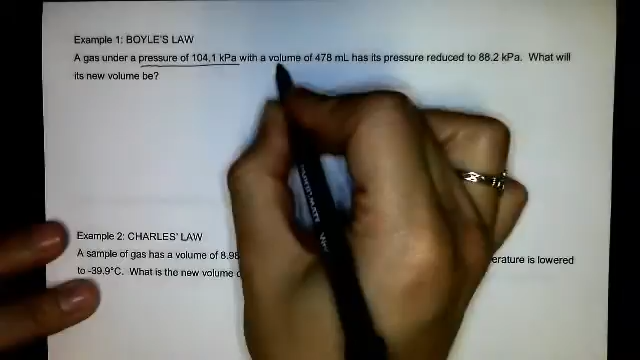 Example 1: BOYLE'S LAW
A gas under a pressure of 104.1 kPa with a volume of 478 mL has its pressure reduced to 88.2 kPa. What will
its new volume be?
Example 2: CHARLES' LAW
A sample of gas has a volume of 8.98 erature is lowered
to -39.9°C. What is the new volume